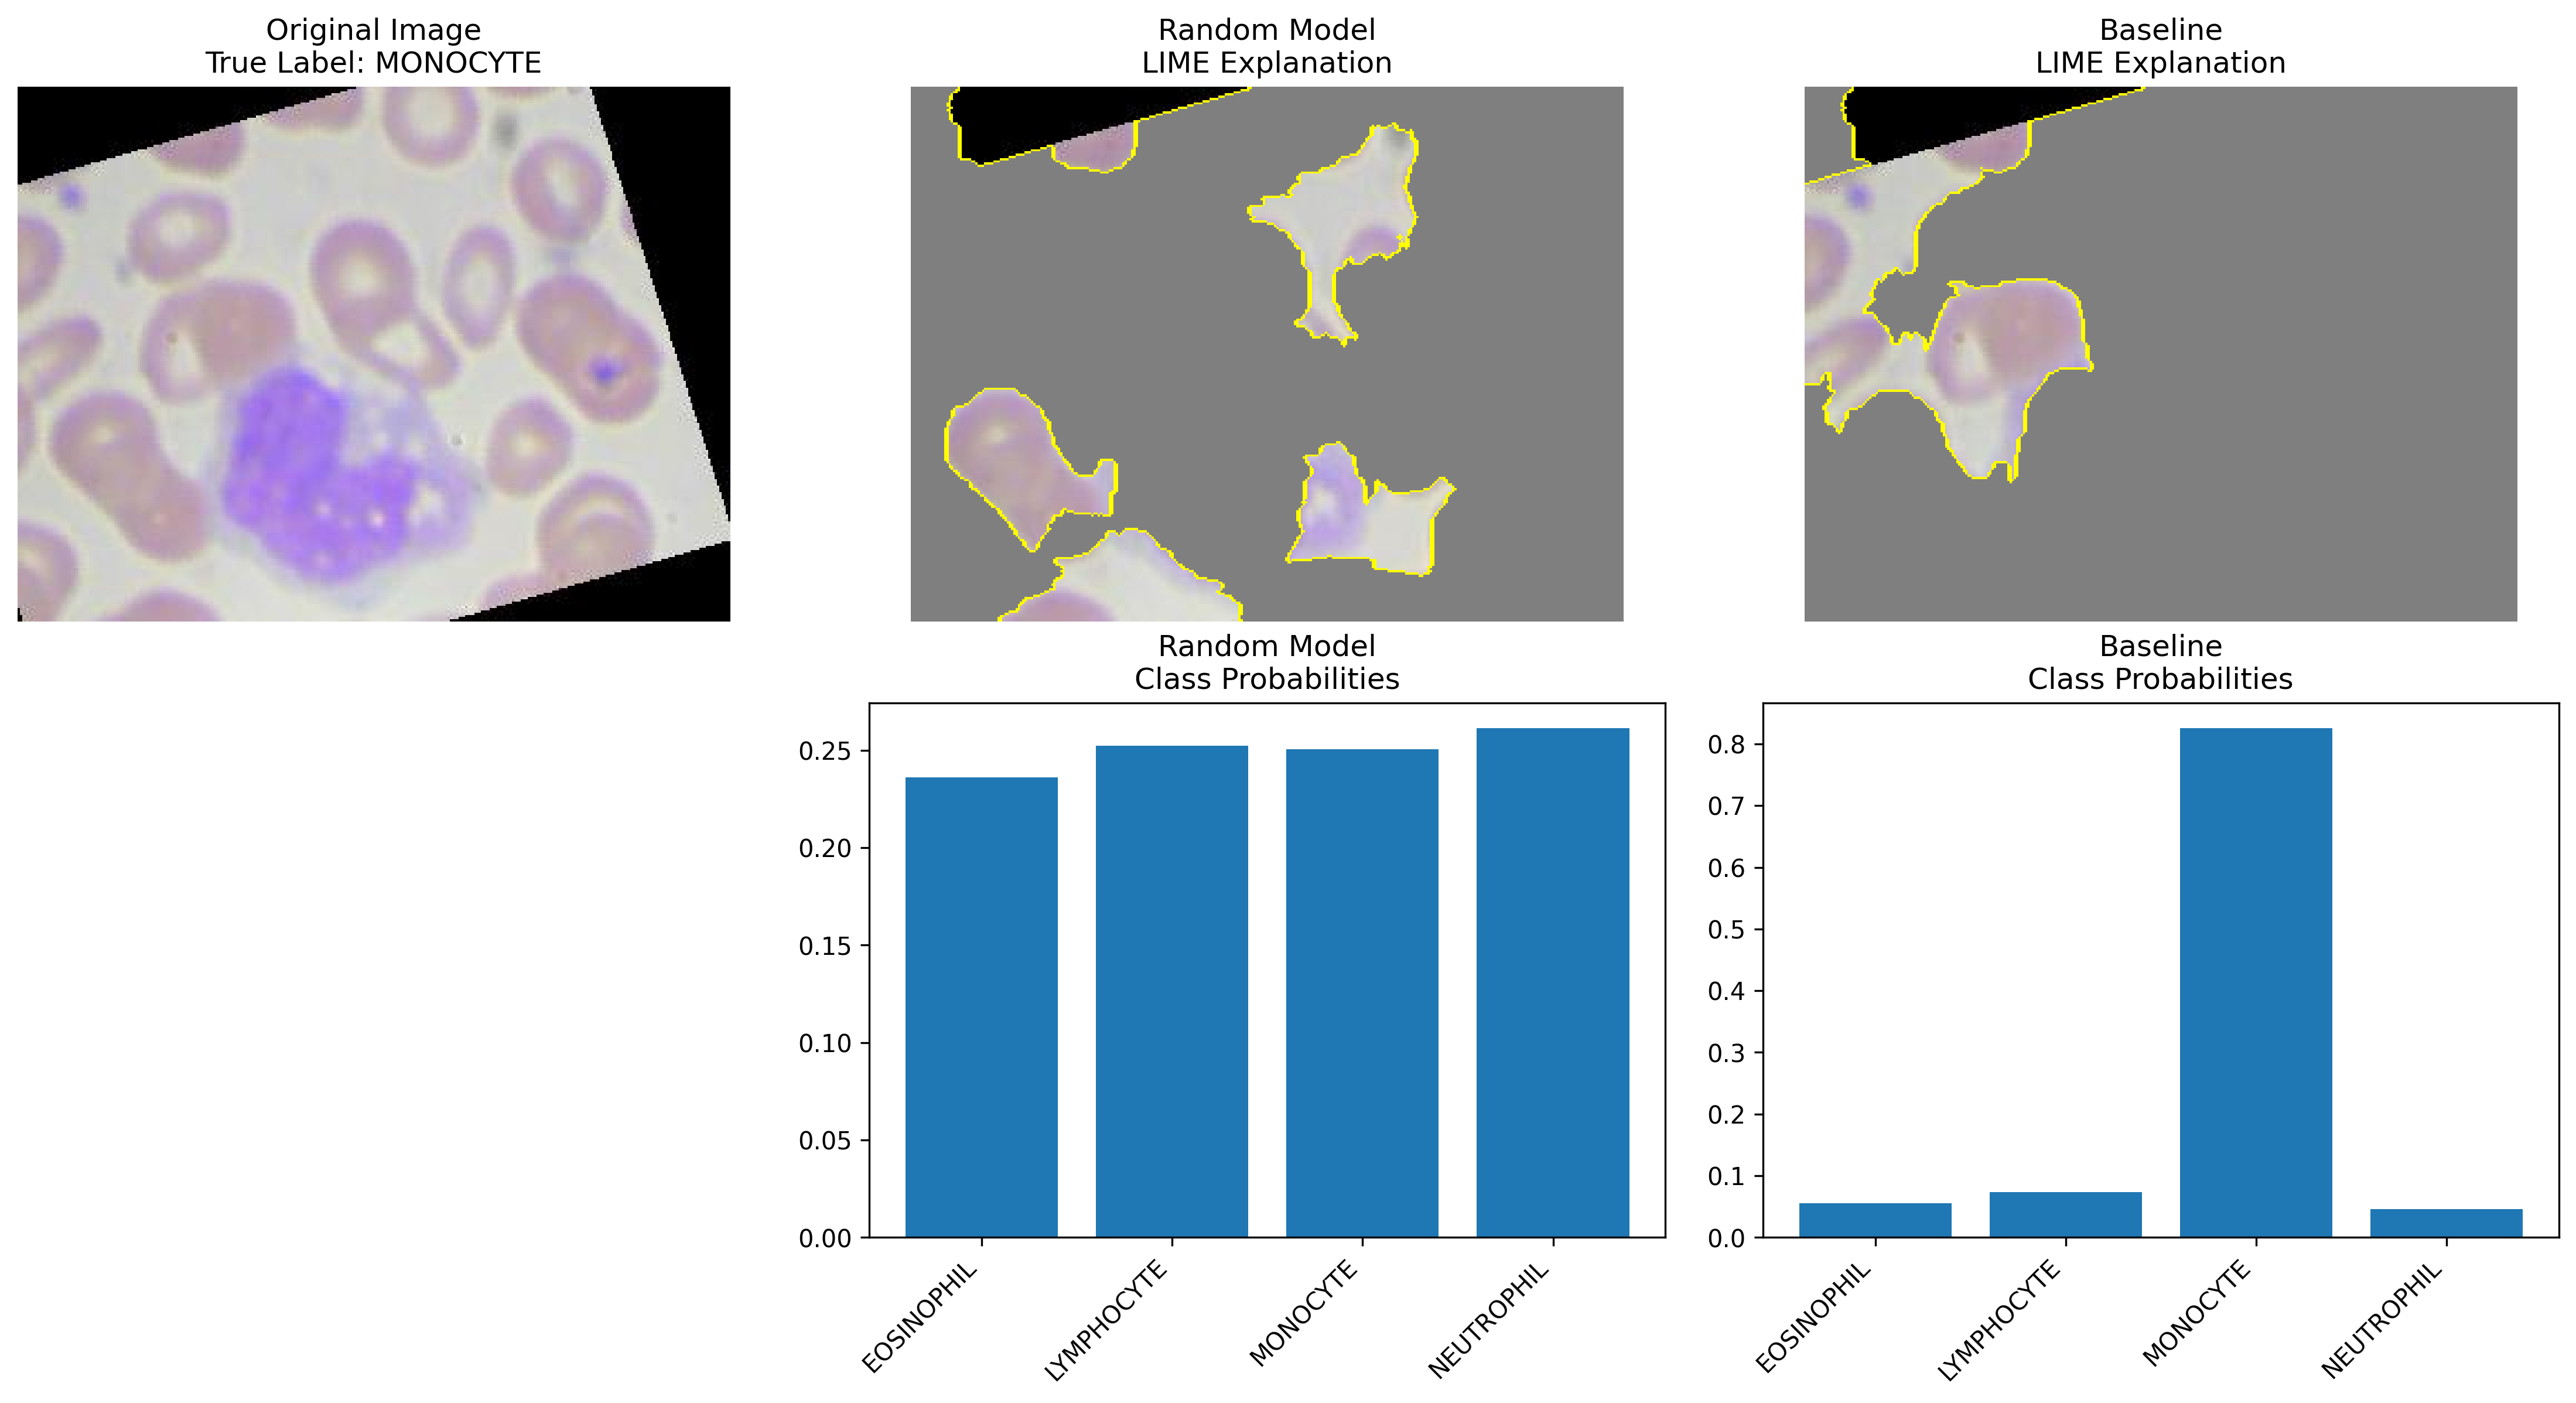 Original Image
True Label: MONOCYTE
Random Model
LIME Explanation
Baseline
LIME Explanation
Random Model
Class Probabilities
0.25
0.20
0.15
0.10
0.05
0.00
EOSINOPHIL
LYMPHOCYTE
MONOCYTE
NEUTROPHIL
Baseline
Class Probabilities
0.8
0.7
0.6
0.5
0.4
0.3
0.2
0.1
0.0
EOSINOPHIL
LYMPHOCYTE
MONOCYTE
NEUTROPHIL